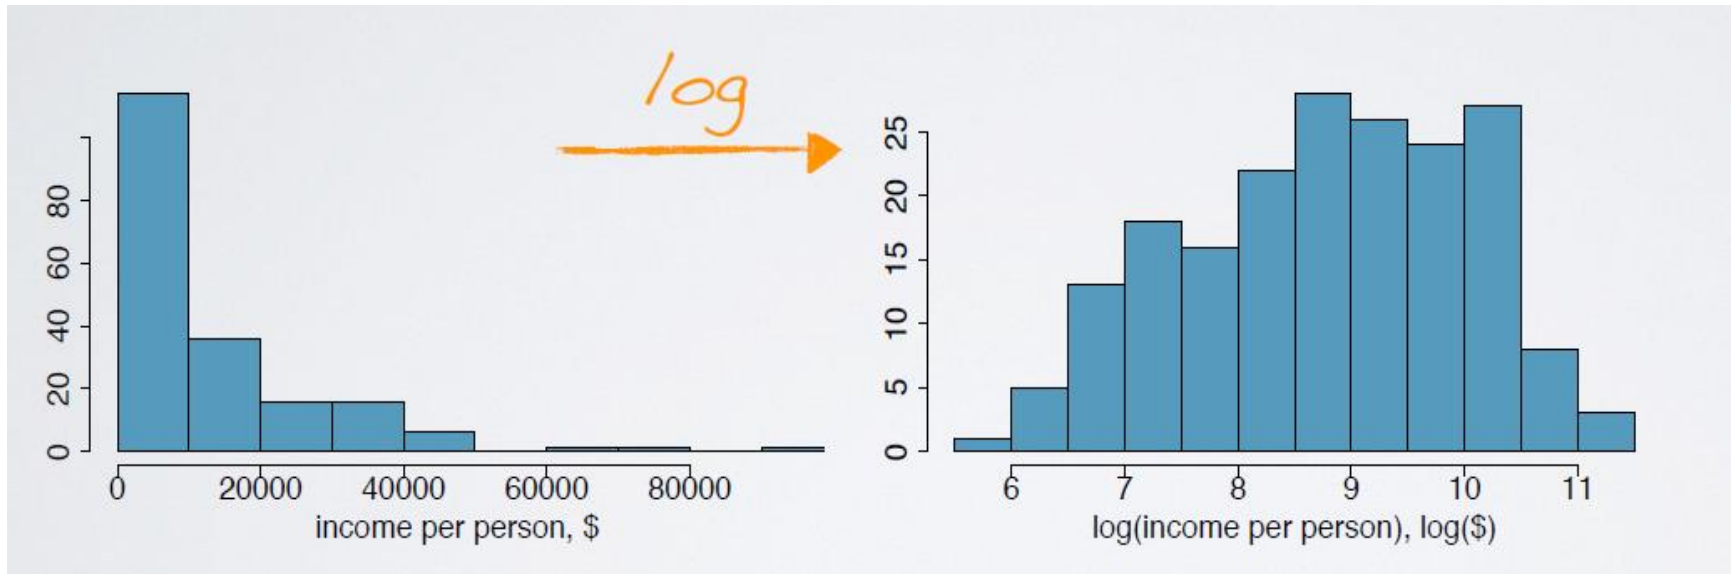 log
80
60
40
20
0
0 20000 40000 60000 80000
income per person, $
25
20
15
10
5
0
6 7 8 9 10 11
log(income per person), log($)